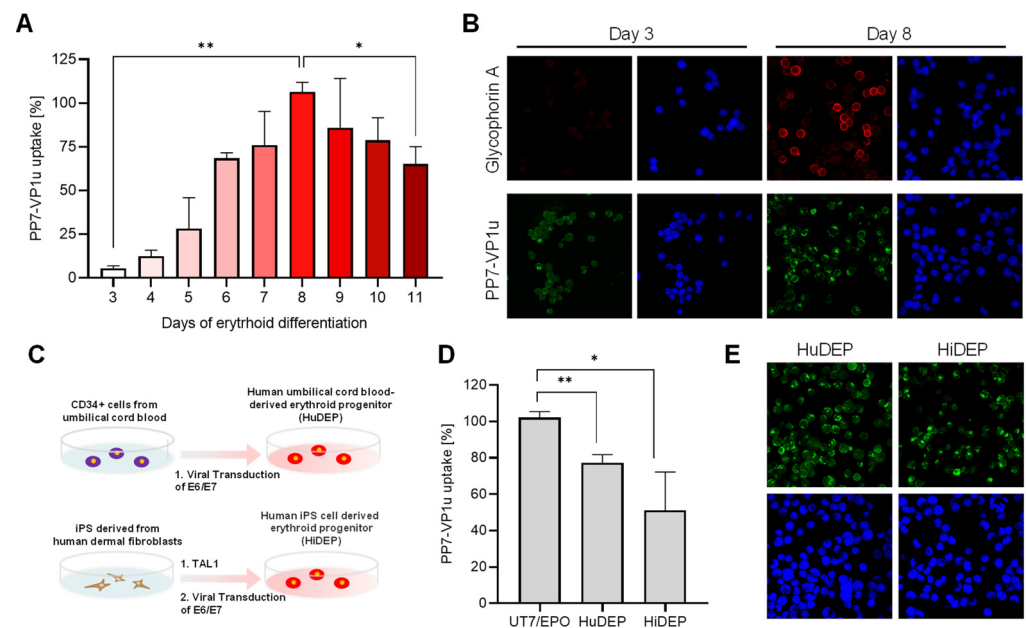 A
PP7-VP1u uptake [%]
125
100
75
50
25
0
**
*
3 4 5 6 7 8 9 10 11
Days of erytrhoid differentiation
B
Day 3
Day 8
Glycophorin A
PP7-VP1u
C
CD34+ cells from
umbilical cord blood
1. Viral Transduction
of E6/E7
Human umbilical cord blood-
derived erythroid progenitor
(HuDEP)
iPS derived from
human dermal fibroblasts
1. TAL1
2. Viral Transduction
of E6/E7
Human iPS cell derived
erythroid progenitor
(HiDEP)
D
PP7-VP1u uptake [%]
120
100
80
60
40
20
0
*
**
UT7/EPO HuDEP HiDEP
E
HuDEP
HiDEP